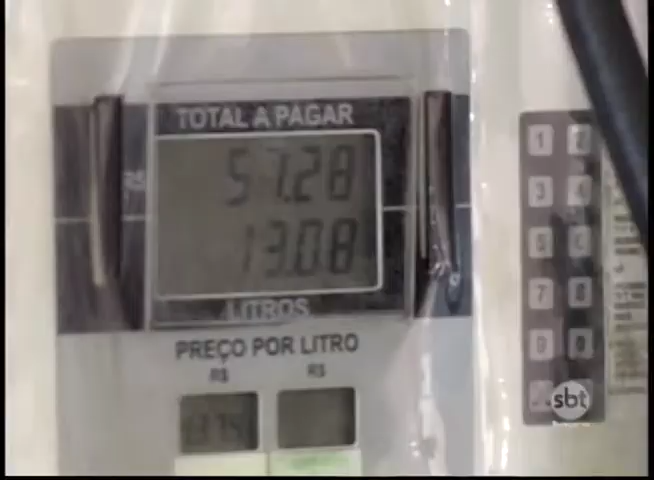 TOTAL A PAGAR
R$
57.28
13.08
LITROS
PREÇO POR LITRO
R$ R$
1 2
3 4
5
7 8
9 0
sbt